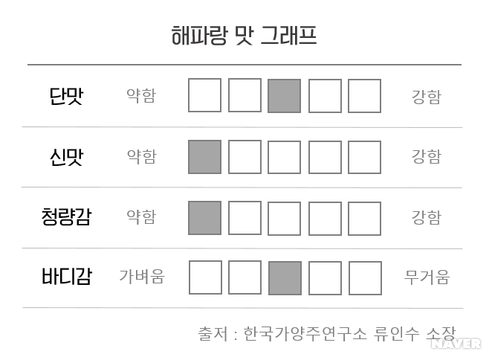 해파랑 맛 그래프
단맛 약함 강함
신맛 약함 강함
청량감 약함 강함
바디감 가벼움 무거움
출저 : 한국가양주연구소 류인수 소장
NAVER